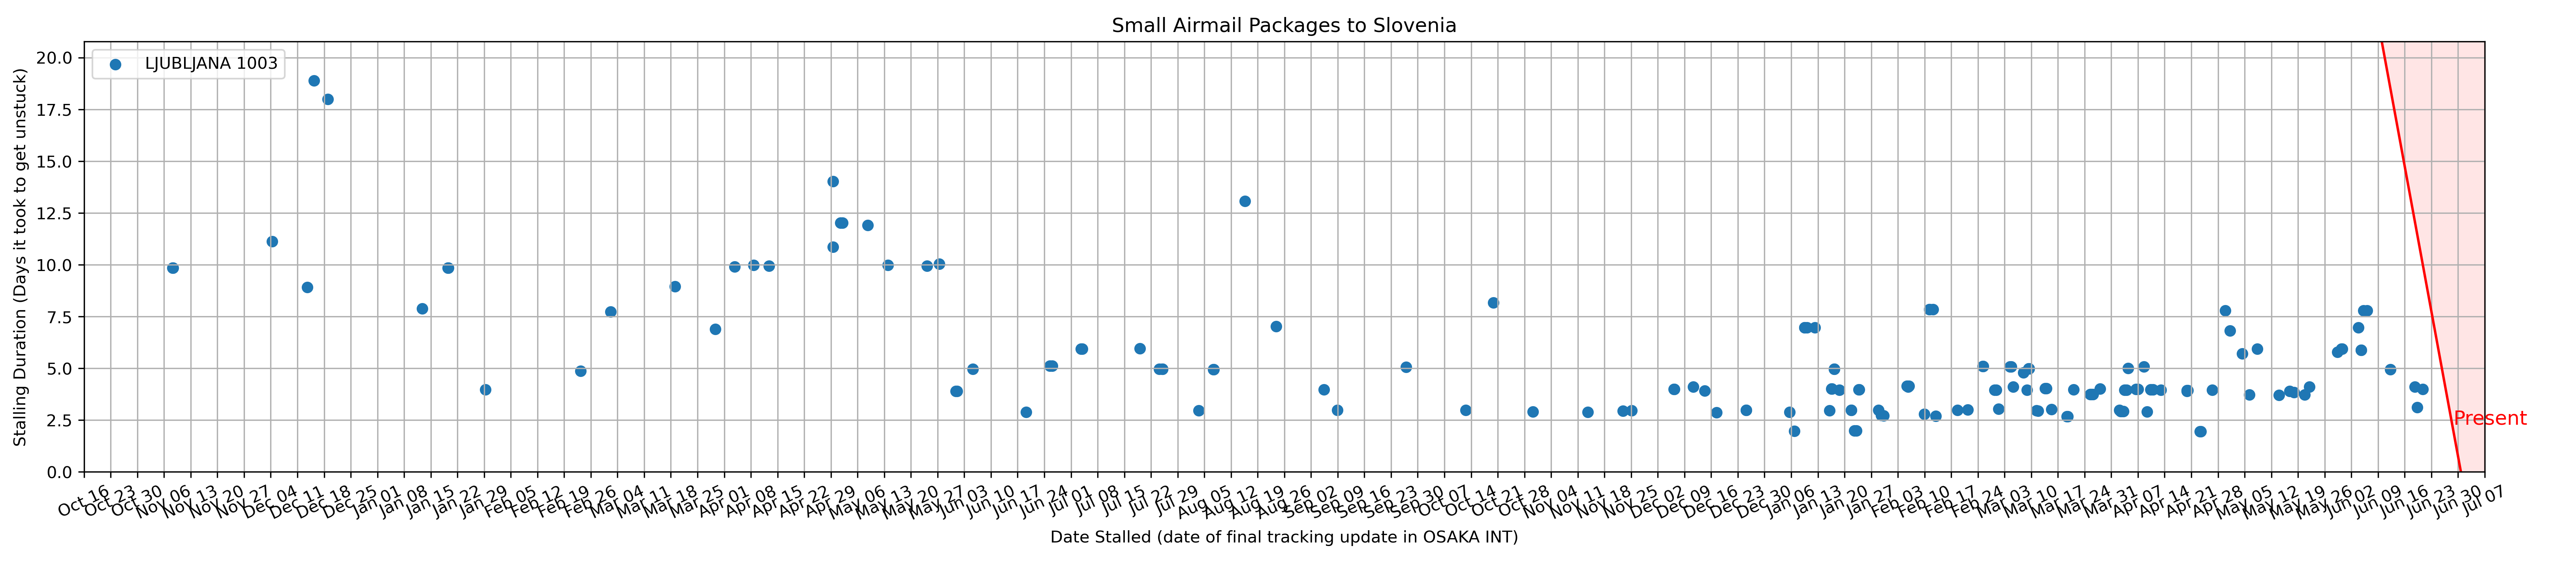 Small Airmail Packages to Slovenia
LJUBLJANA 1003
Stalling Duration (Days it took to get unstuck)
20.0
17.5
15.0
12.5
10.0
7.5
5.0
2.5
0.0
Present
Oct 16
Oct 23
Oct 30
Nov 06
Nov 13
Nov 20
Nov 27
Dec 04
Dec 11
Dec 18
Dec 25
Jan 01
Jan 08
Jan 15
Jan 22
Jan 29
Feb 05
Feb 12
Feb 19
Feb 26
Mar 04
Mar 11
Mar 18
Mar 25
Apr 01
Apr 08
Apr 15
Apr 22
Apr 29
May 06
May 13
May 20
May 27
Jun 03
Jun 10
Jun 17
Jun 24
Jul 01
Jul 08
Jul 15
Jul 22
Jul 29
Aug 05
Aug 12
Aug 19
Aug 26
Sep 02
Sep 09
Sep 16
Sep 23
Sep 30
Oct 07
Oct 14
Oct 21
Oct 28
Nov 04
Nov 11
Nov 18
Nov 25
Dec 02
Dec 09
Dec 16
Dec 23
Dec 30
Jan 06
Jan 13
Jan 20
Jan 27
Feb 03
Feb 10
Feb 17
Feb 24
Mar 03
Mar 10
Mar 17
Mar 24
Mar 31
Apr 07
Apr 14
Apr 21
Apr 28
May 05
May 12
May 19
May 26
Jun 02
Jun 09
Jun 16
Jun 23
Jun 30
Jul 07
Date Stalled (date of final tracking update in OSAKA INT)